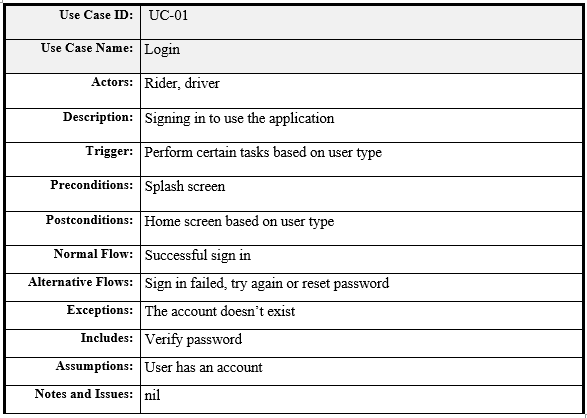 Use Case ID: UC-01
Use Case Name: Login
Actors: Rider, driver
Description: Signing in to use the application
Trigger: Perform certain tasks based on user type
Preconditions: Splash screen
Postconditions: Home screen based on user type
Normal Flow: Successful sign in
Alternative Flows: Sign in failed, try again or reset password
Exceptions: The account doesn’t exist
Includes: Verify password
Assumptions: User has an account
Notes and Issues: nil